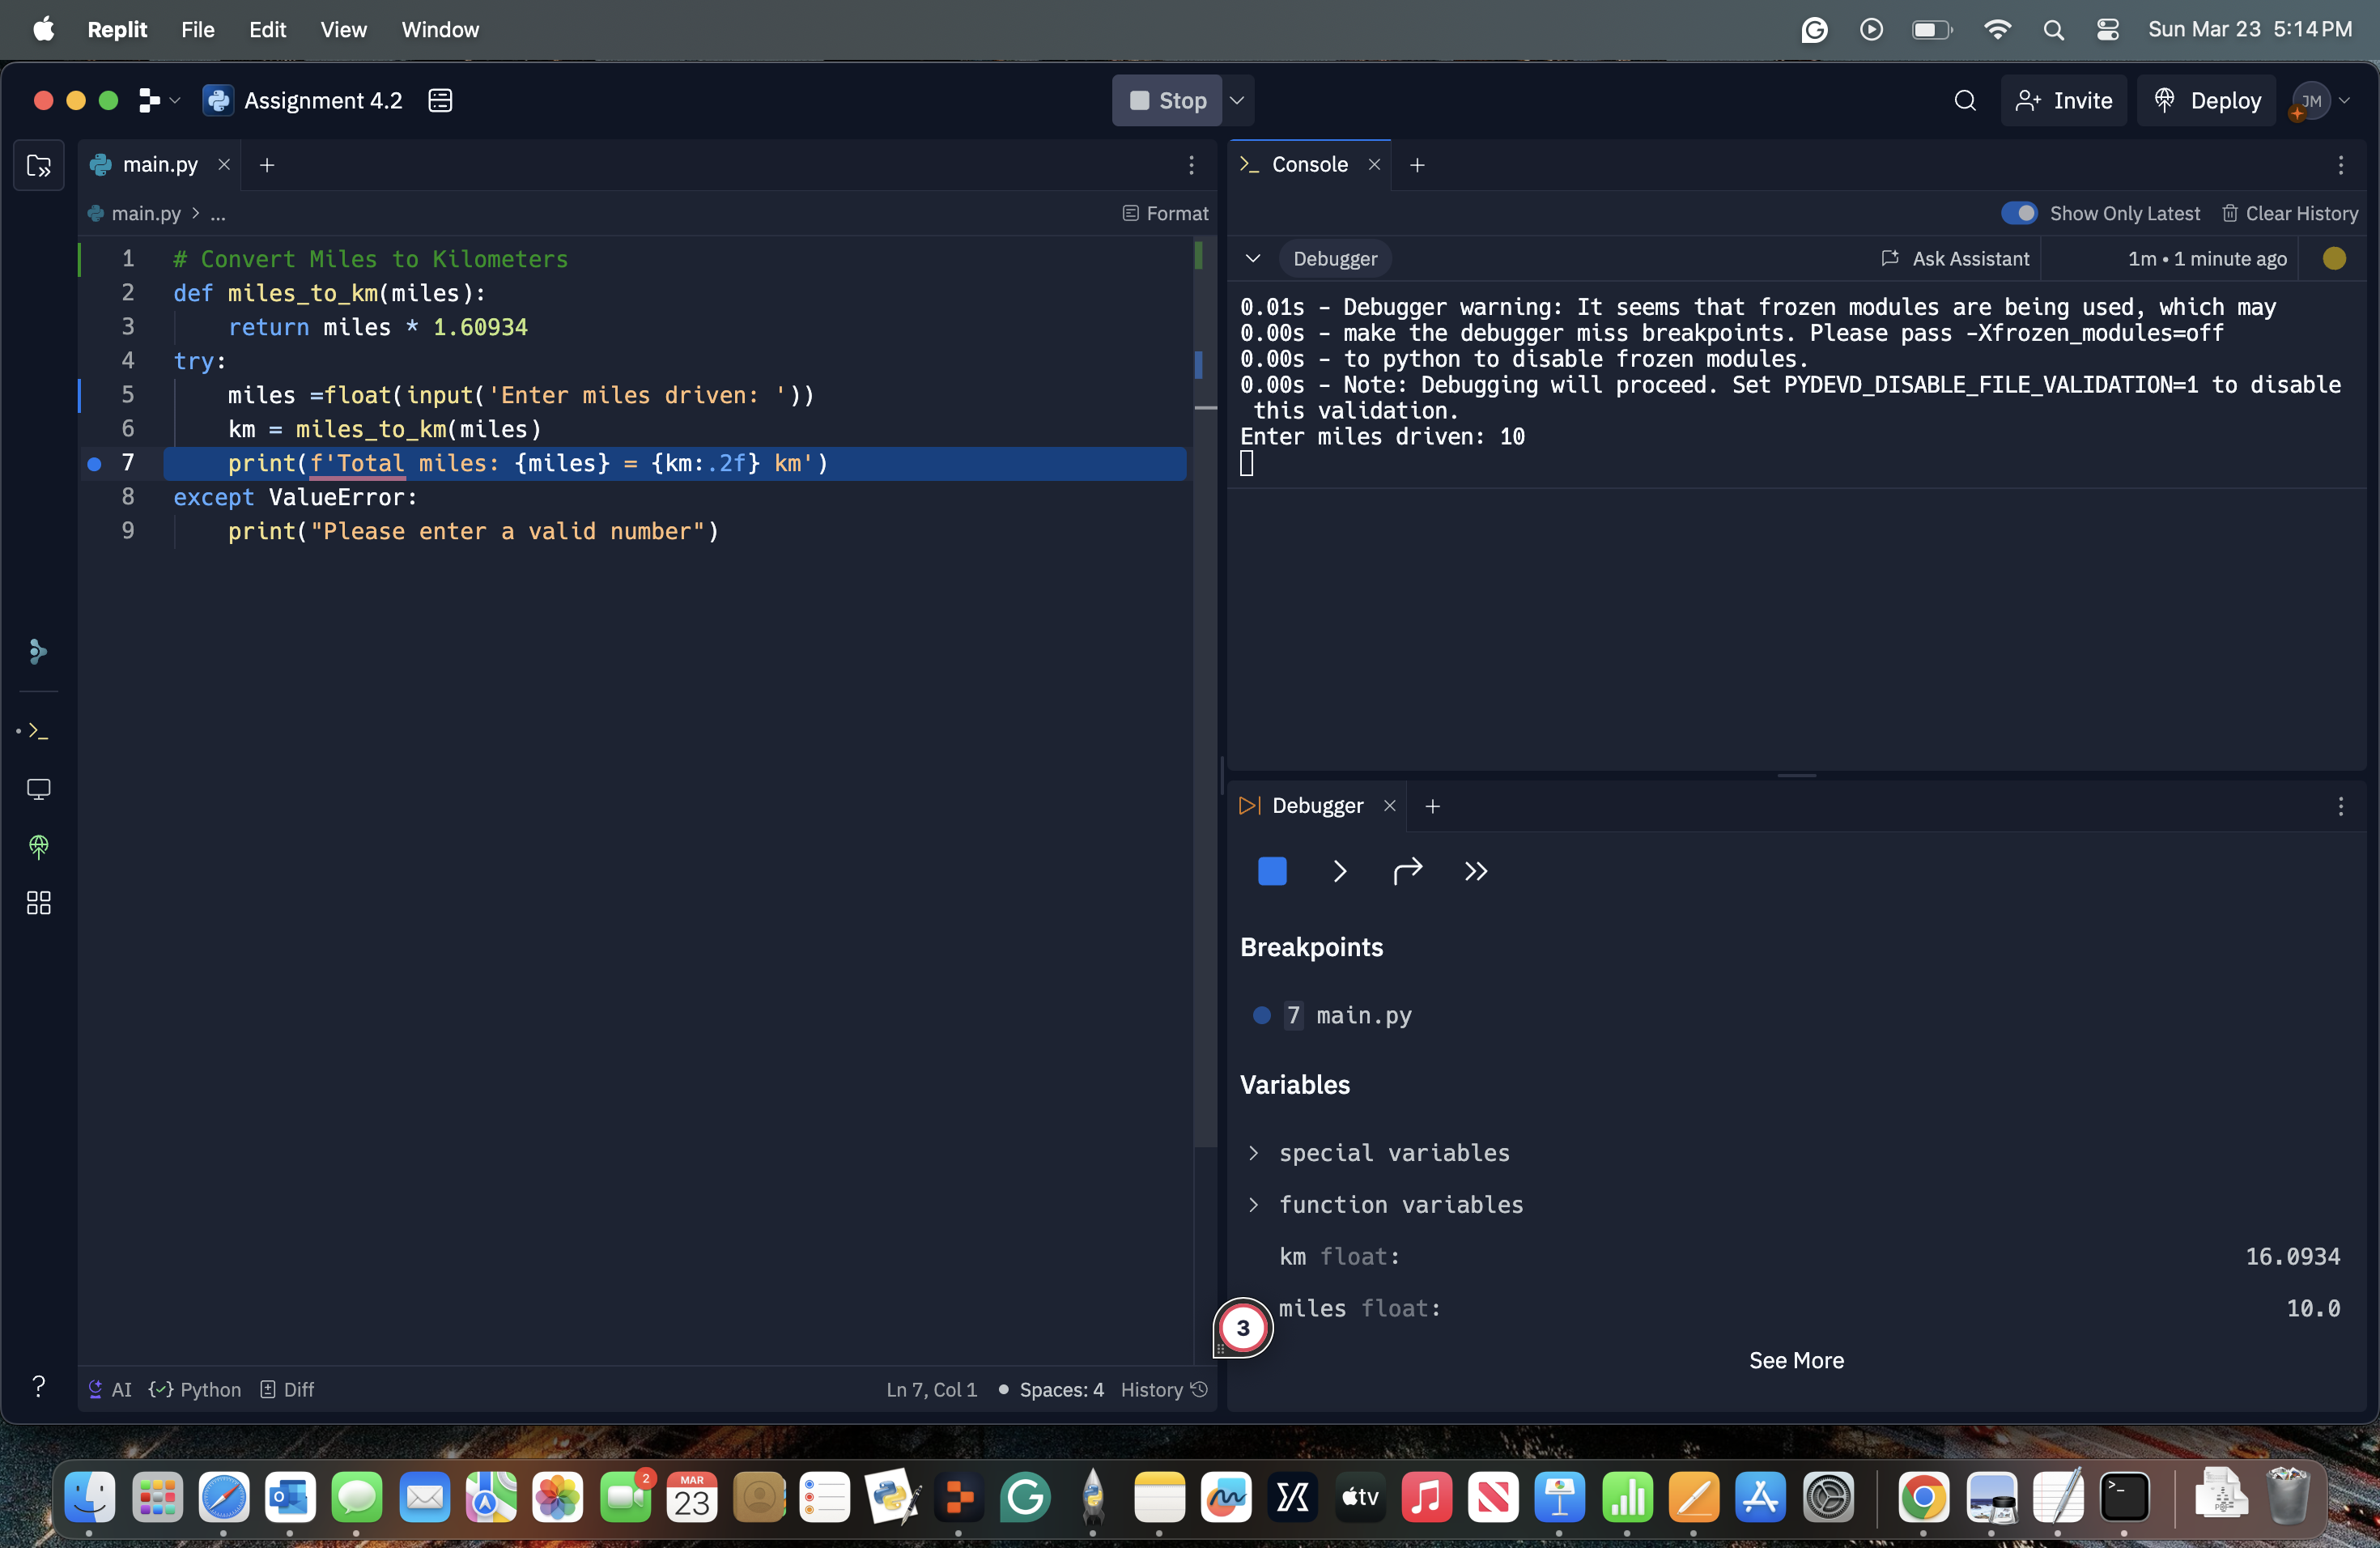 Replit File Edit View Window Sun Mar 23 5:14 PM
Assignment 4.2 Stop Invite Deploy JM
main.py
main.py > ...
Format
1 # Convert Miles to Kilometers
2 def miles_to_km(miles):
3 return miles * 1.60934
4 try:
5 miles =float(input('Enter miles driven: '))
6 km = miles_to_km(miles)
7 print(f'Total miles: {miles} = {km:.2f} km')
8 except ValueError:
9 print("Please enter a valid number")
AI Python Diff Ln 7, Col 1 Spaces: 4 History
Console
Show Only Latest Clear History
Debugger Ask Assistant 1m • 1 minute ago
0.01s - Debugger warning: It seems that frozen modules are being used, which may
0.00s - make the debugger miss breakpoints. Please pass -Xfrozen_modules=off
0.00s - to python to disable frozen modules.
0.00s - Note: Debugging will proceed. Set PYDEVD_DISABLE_FILE_VALIDATION=1 to disable
this validation.
Enter miles driven: 10
Debugger
Breakpoints
7 main.py
Variables
special variables
function variables
km float: 16.0934
miles float: 10.0
3
See More
2
MAR
23
tv